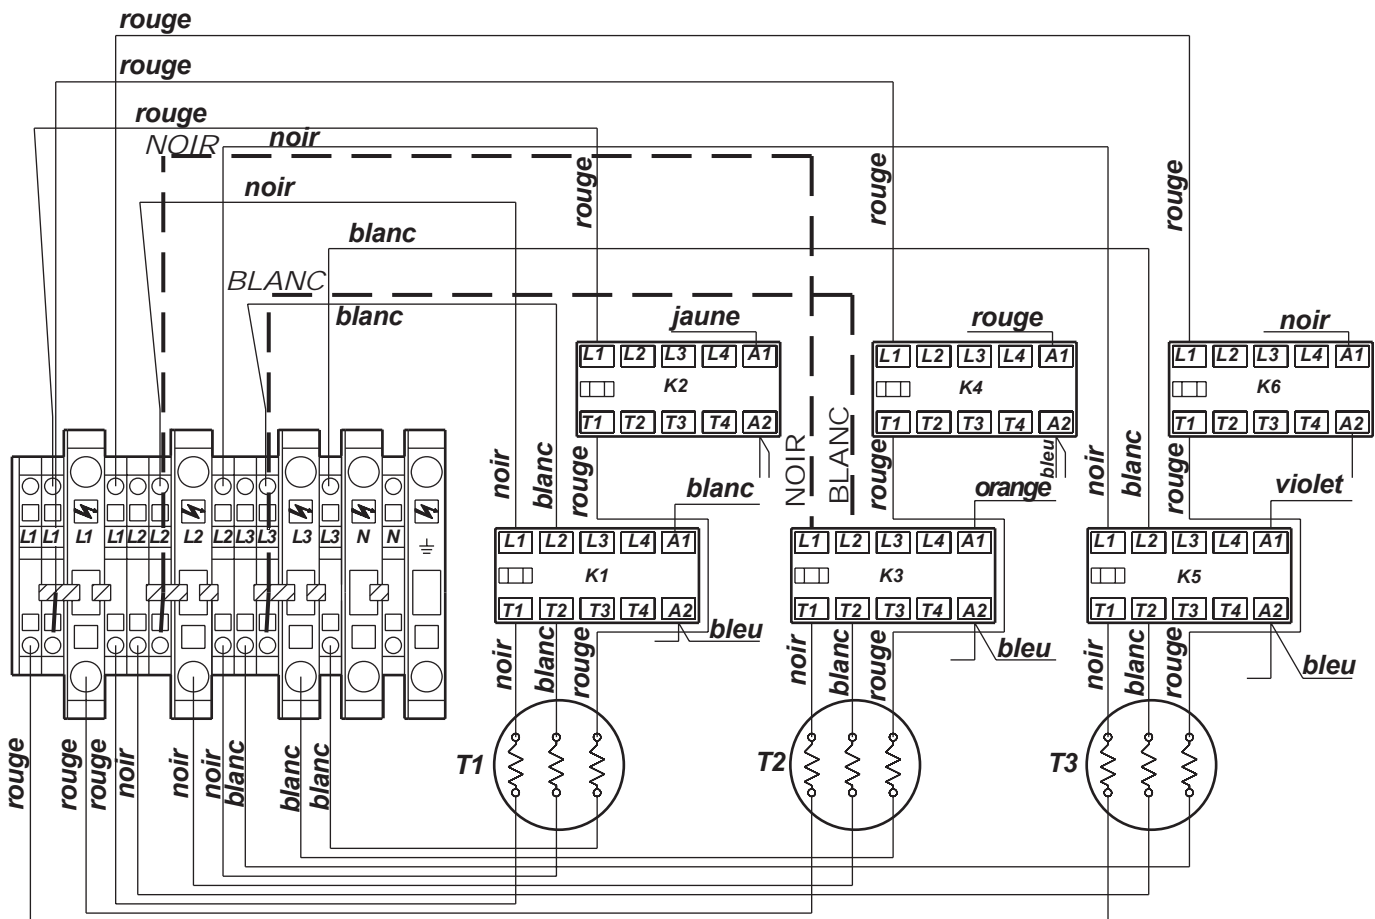 rouge
rouge
rouge
NOIR
noir
noir
rouge
rouge
rouge
blanc
BLANC
blanc
jaune
rouge
noir
L1 L2 L3 L4 A1
K2
T1 T2 T3 T4 A2
L1 L2 L3 L4 A1
K4
T1 T2 T3 T4 A2
L1 L2 L3 L4 A1
K6
T1 T2 T3 T4 A2
noir
blanc
rouge
blanc
NOIR
BLANC
rouge
bleu
orange
noir
blanc
rouge
violet
L1 L1 L1 L1 L2 L2 L2 L2 L3 L3 L3 L3 N N
L1 L2 L3 L4 A1
K1
T1 T2 T3 T4 A2
L1 L2 L3 L4 A1
K3
T1 T2 T3 T4 A2
L1 L2 L3 L4 A1
K5
T1 T2 T3 T4 A2
noir
blanc
rouge
bleu
noir
blanc
rouge
bleu
noir
blanc
rouge
bleu
rouge
rouge
rouge
noir
noir
noir
blanc
blanc
blanc
T1
T2
T3